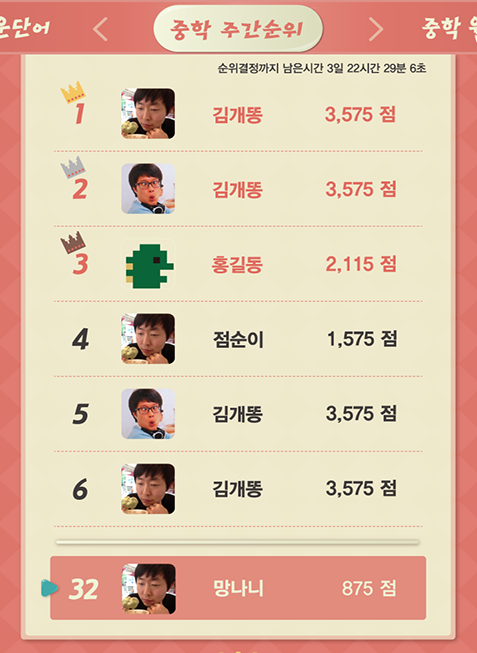 운단어
중학 주간순위
중학 월
순위결정까지 남은시간 3일 22시간 29분 6초
1 김개똥 3,575 점
2 김개똥 3,575 점
3 홍길동 2,115 점
4 점순이 1,575 점
5 김개똥 3,575 점
6 김개똥 3,575 점
32 망나니 875 점